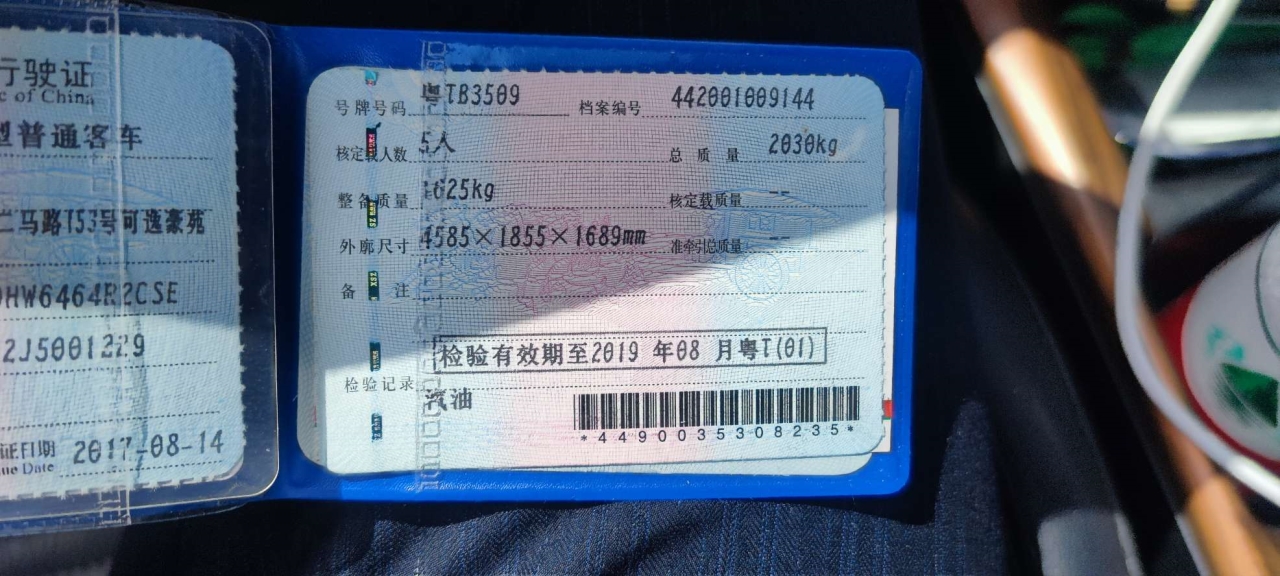 行驶证
of China
型普通客车
二马路153号可逸豪苑
HW6464R2CSE
2J5001229
证日期 2017-08-14
ue Date
号牌号码 粤TB3509 档案编号 442001009144
核定载人数 5人 总质量 2030kg
整备质量 1625kg 核定载质量 --
外廓尺寸 4585×1855×1689mm 准牵引总质量 --
备注
检验有效期至2019 年08 月粤T(01)
检验记录
汽油
*4490035308235*